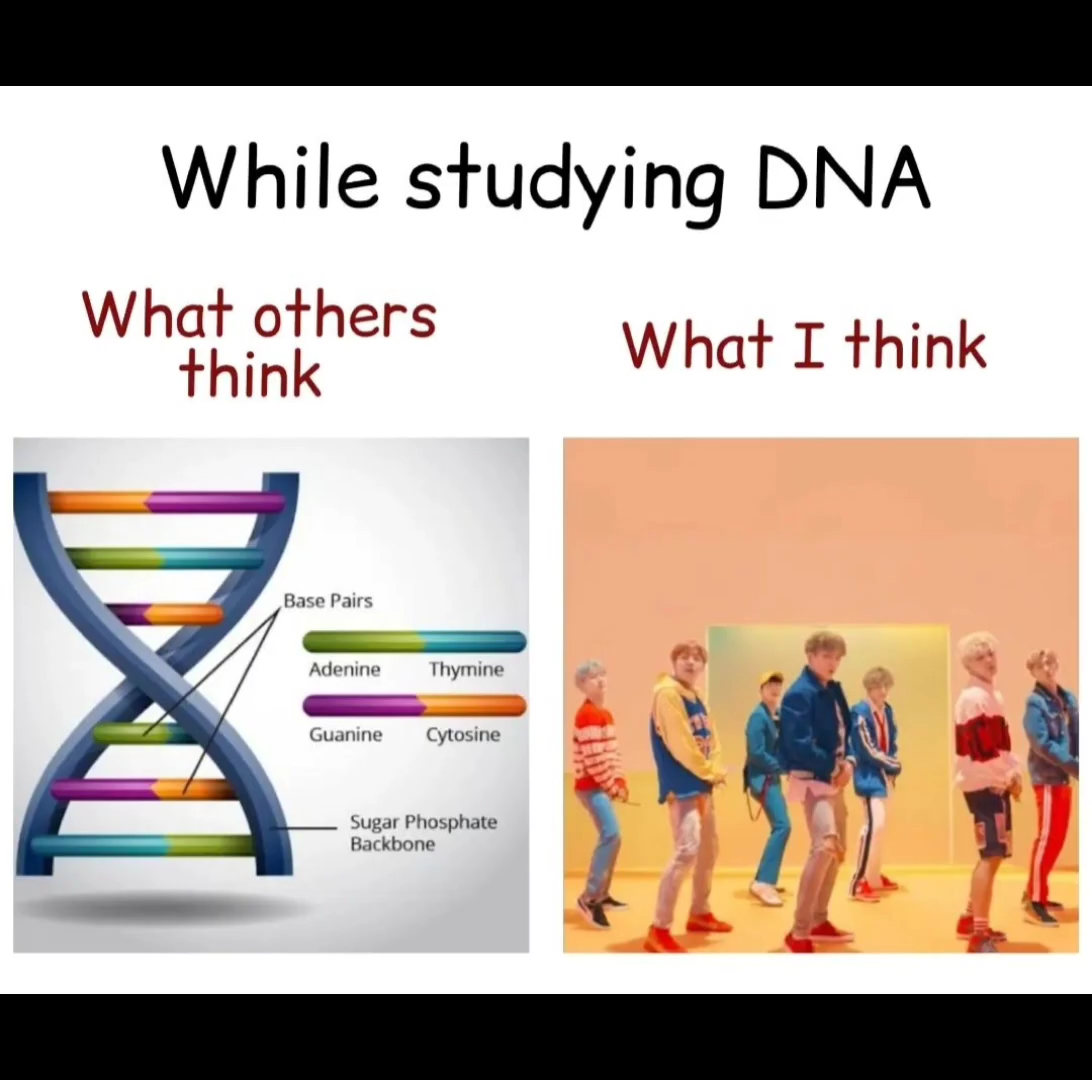 While studying DNA
What others
think
What I think
Base Pairs
Adenine
Thymine
Guanine
Cytosine
Sugar Phosphate
Backbone